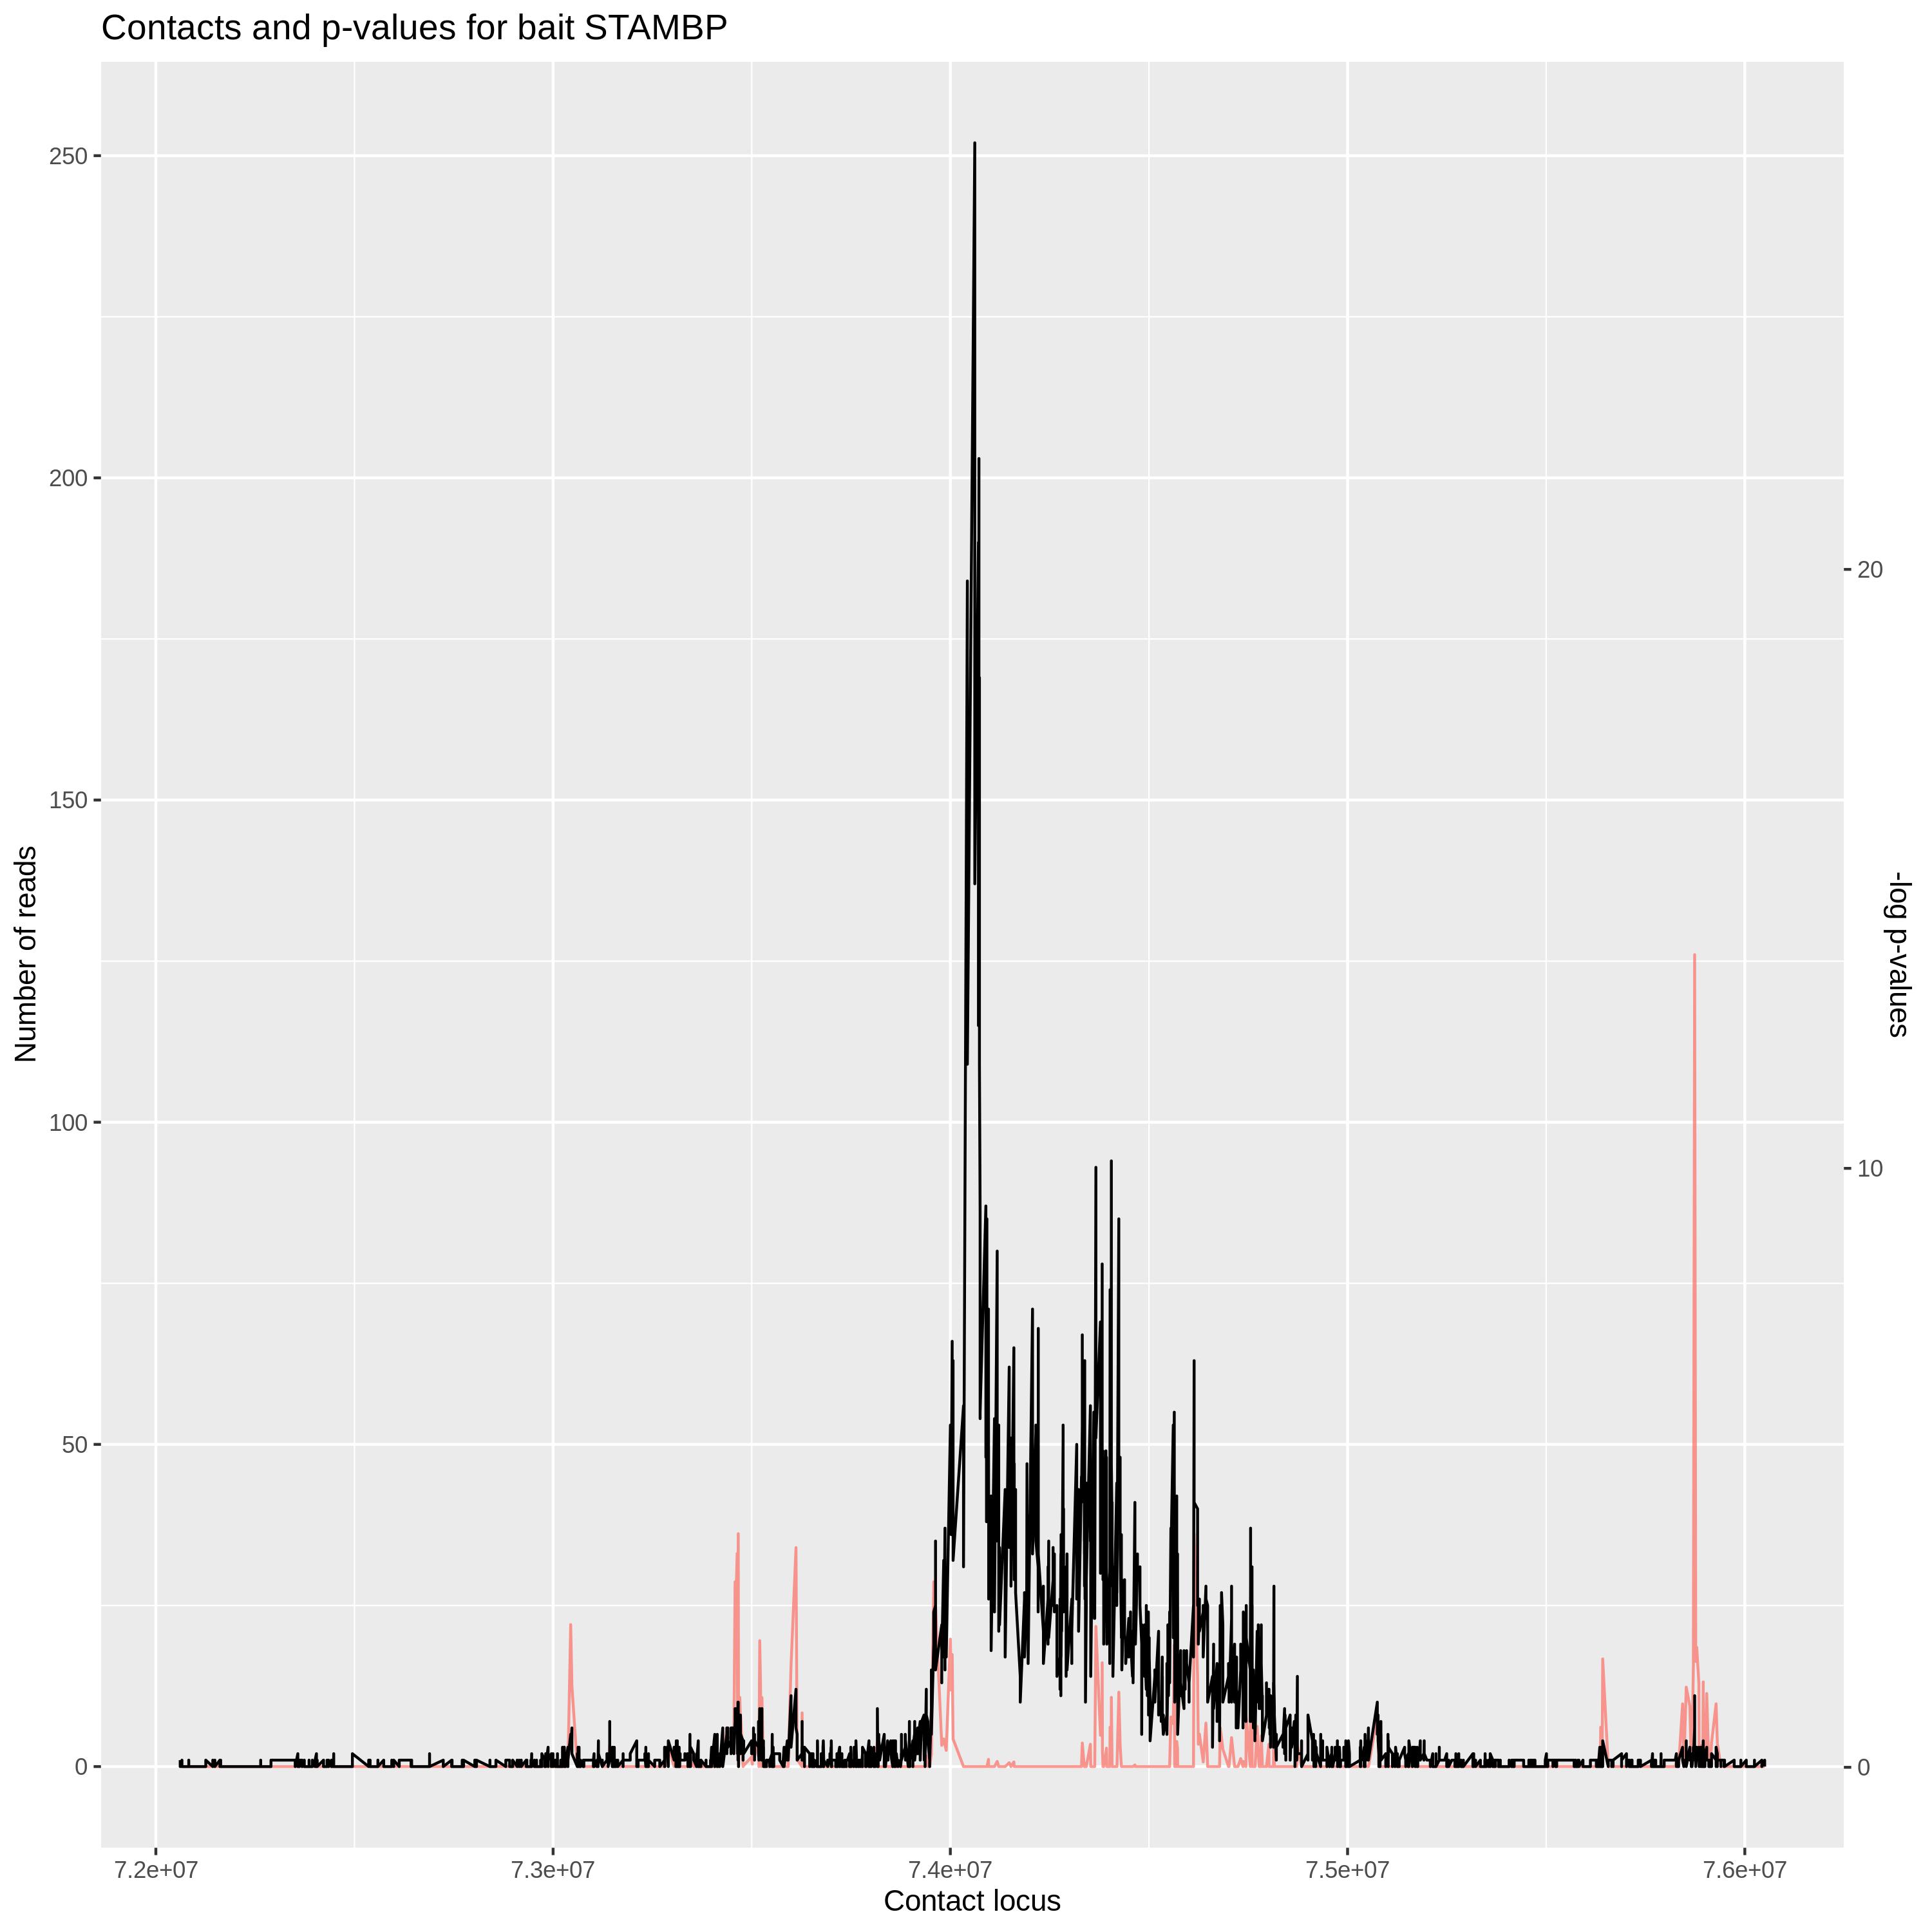 Contacts and p-values for bait STAMBP
250
200
150
100
50
0
Number of reads
20
10
0
-log p-values
7.2e+07
7.3e+07
7.4e+07
7.5e+07
7.6e+07
Contact locus